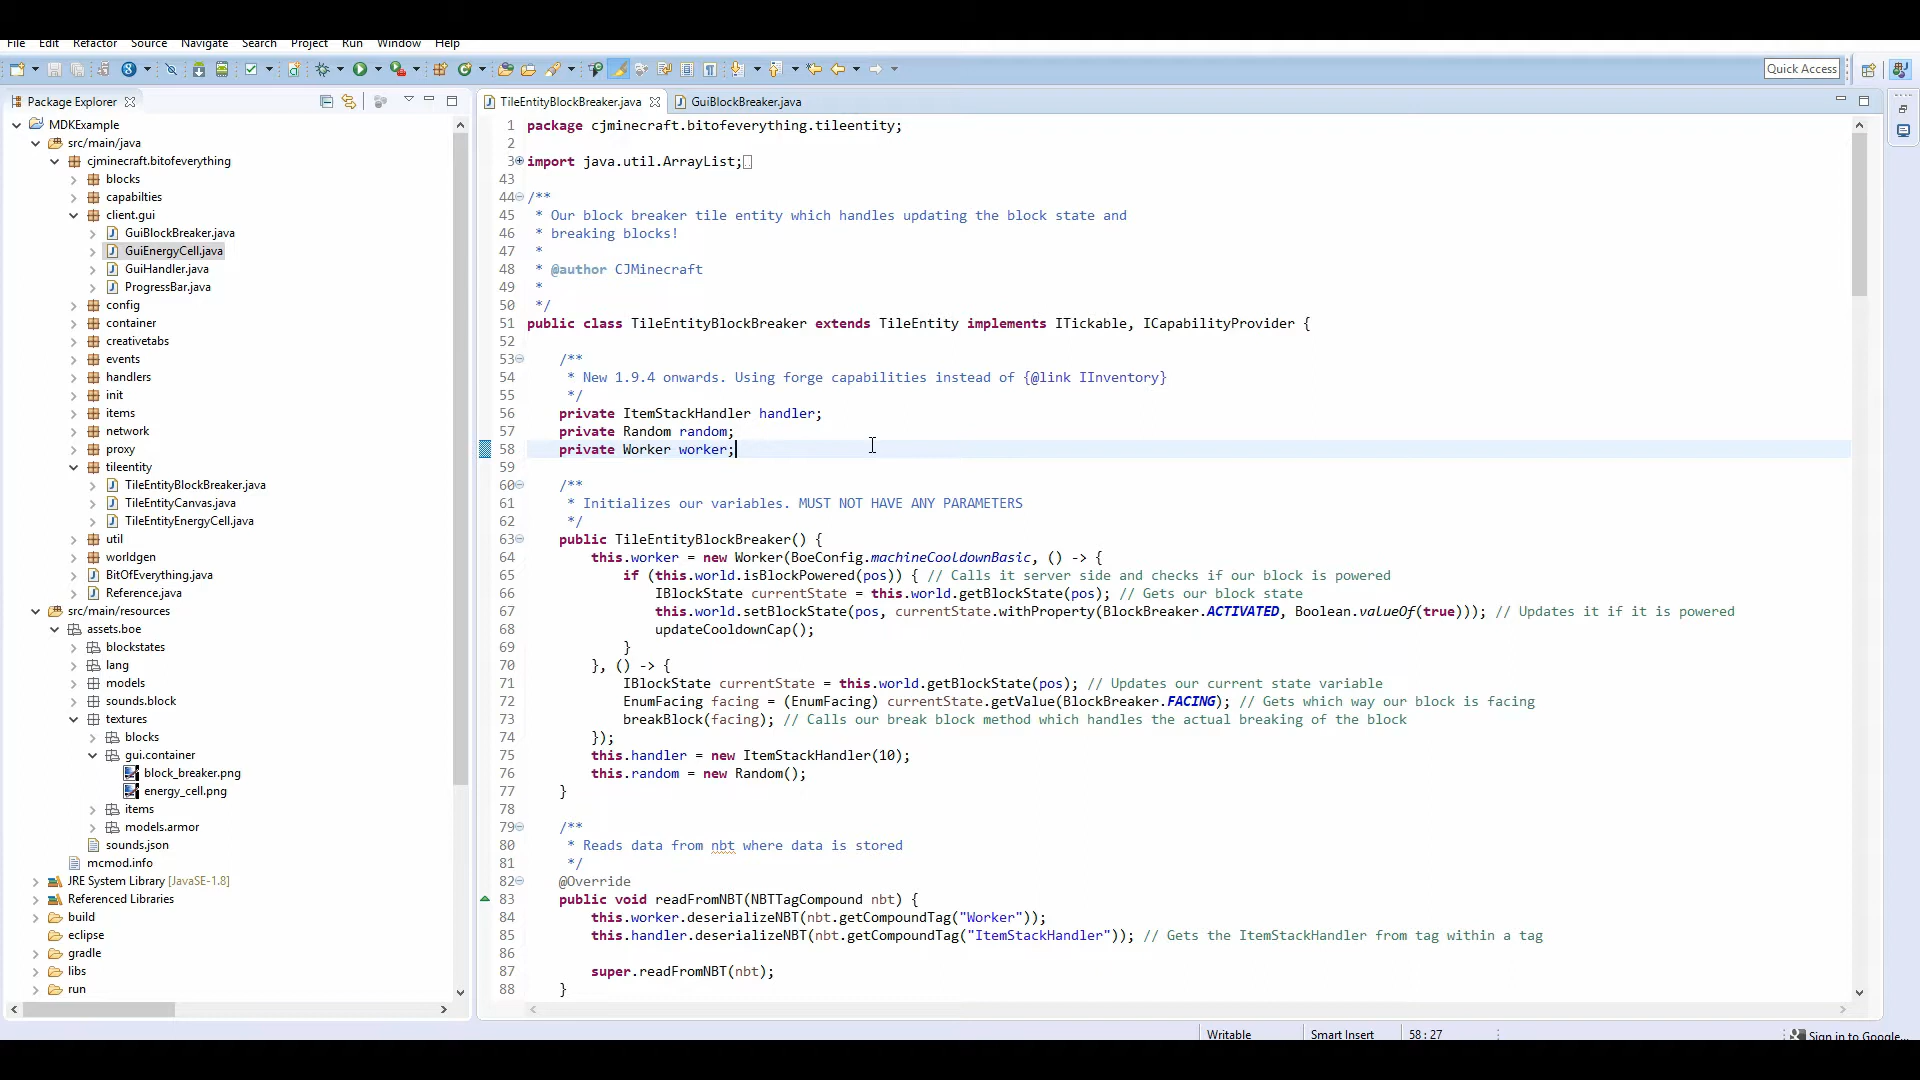 File Edit Refactor Source Navigate Search Project Run Window Help
Quick Access
Package Explorer
MDKExample
src/main/java
cjminecraft.bitofeverything
blocks
capabilties
client.gui
GuiBlockBreaker.java
GuiEnergyCell.java
GuiHandler.java
ProgressBar.java
config
container
creativetabs
events
handlers
init
items
network
proxy
tileentity
TileEntityBlockBreaker.java
TileEntityCanvas.java
TileEntityEnergyCell.java
util
worldgen
BitOfEverything.java
Reference.java
src/main/resources
assets.boe
blockstates
lang
models
sounds.block
textures
blocks
gui.container
block_breaker.png
energy_cell.png
items
models.armor
sounds.json
mcmod.info
JRE System Library [JavaSE-1.8]
Referenced Libraries
build
eclipse
gradle
libs
run
TileEntityBlockBreaker.java GuiBlockBreaker.java
1 package cjminecraft.bitofeverything.tileentity;
2
3 import java.util.ArrayList;
43
44 /**
45 * Our block breaker tile entity which handles updating the block state and
46 * breaking blocks!
47 *
48 * @author CJMinecraft
49 *
50 */
51 public class TileEntityBlockBreaker extends TileEntity implements ITickable, ICapabilityProvider {
52
53 /**
54 * New 1.9.4 onwards. Using forge capabilities instead of {@link IInventory}
55 */
56 private ItemStackHandler handler;
57 private Random random;
58 private Worker worker;
59
60 /**
61 * Initializes our variables. MUST NOT HAVE ANY PARAMETERS
62 */
63 public TileEntityBlockBreaker() {
64 this.worker = new Worker(BoeConfig.machineCooldownBasic, () -> {
65 if (this.world.isBlockPowered(pos)) { // Calls it server side and checks if our block is powered
66 IBlockState currentState = this.world.getBlockState(pos); // Gets our block state
67 this.world.setBlockState(pos, currentState.withProperty(BlockBreaker.ACTIVATED, Boolean.valueOf(true))); // Updates it if it is powered
68 updateCooldownCap();
69 }
70 }, () -> {
71 IBlockState currentState = this.world.getBlockState(pos); // Updates our current state variable
72 EnumFacing facing = (EnumFacing) currentState.getValue(BlockBreaker.FACING); // Gets which way our block is facing
73 breakBlock(facing); // Calls our break block method which handles the actual breaking of the block
74 });
75 this.handler = new ItemStackHandler(10);
76 this.random = new Random();
77 }
78
79 /**
80 * Reads data from nbt where data is stored
81 */
82 @Override
83 public void readFromNBT(NBTTagCompound nbt) {
84 this.worker.deserializeNBT(nbt.getCompoundTag("Worker"));
85 this.handler.deserializeNBT(nbt.getCompoundTag("ItemStackHandler")); // Gets the ItemStackHandler from tag within a tag
86
87 super.readFromNBT(nbt);
88 }
Writable Smart Insert 58 : 27 Sign in to Google...